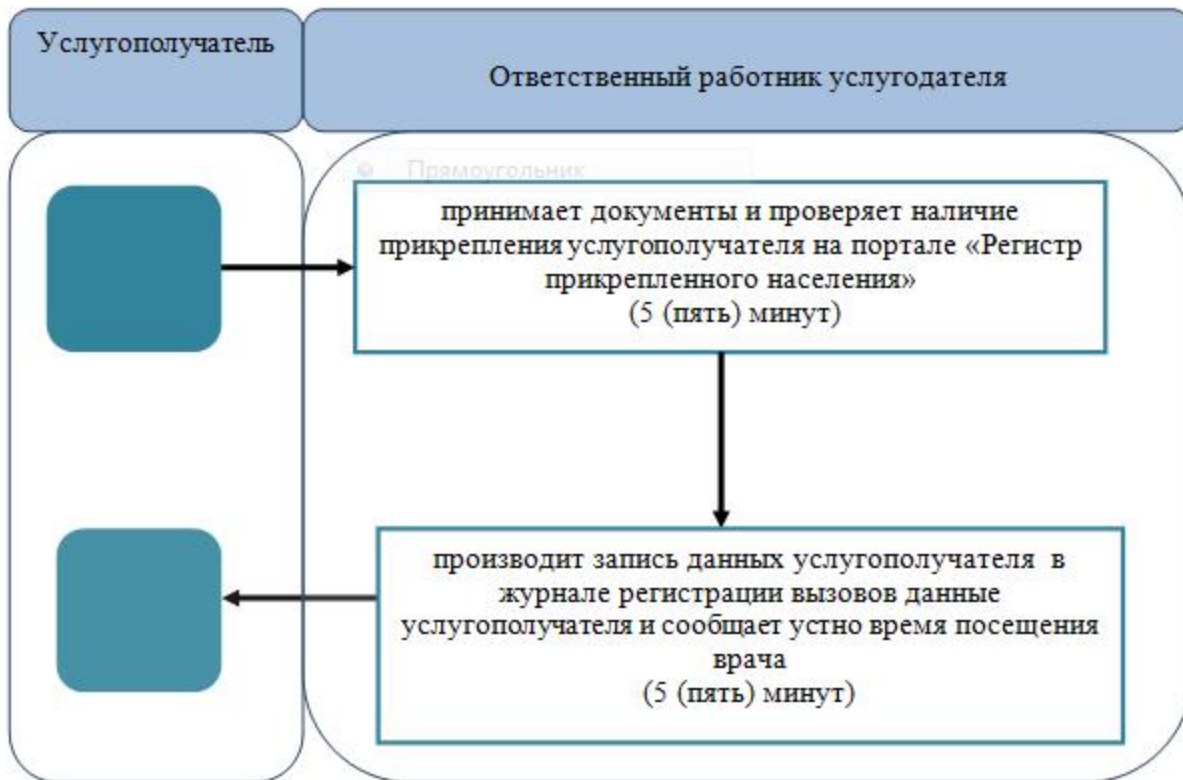 Услугополучатель
Ответственный работник услугодателя
Прямоугольник
принимает документы и проверяет наличие
прикрепления услугополучателя на портале «Регистр
прикрепленного населения»
(5 (пять) минут)
производит запись данных услугополучателя в
журнале регистрации вызовов данные
услугополучателя и сообщает устно время посещения
врача
(5 (пять) минут)